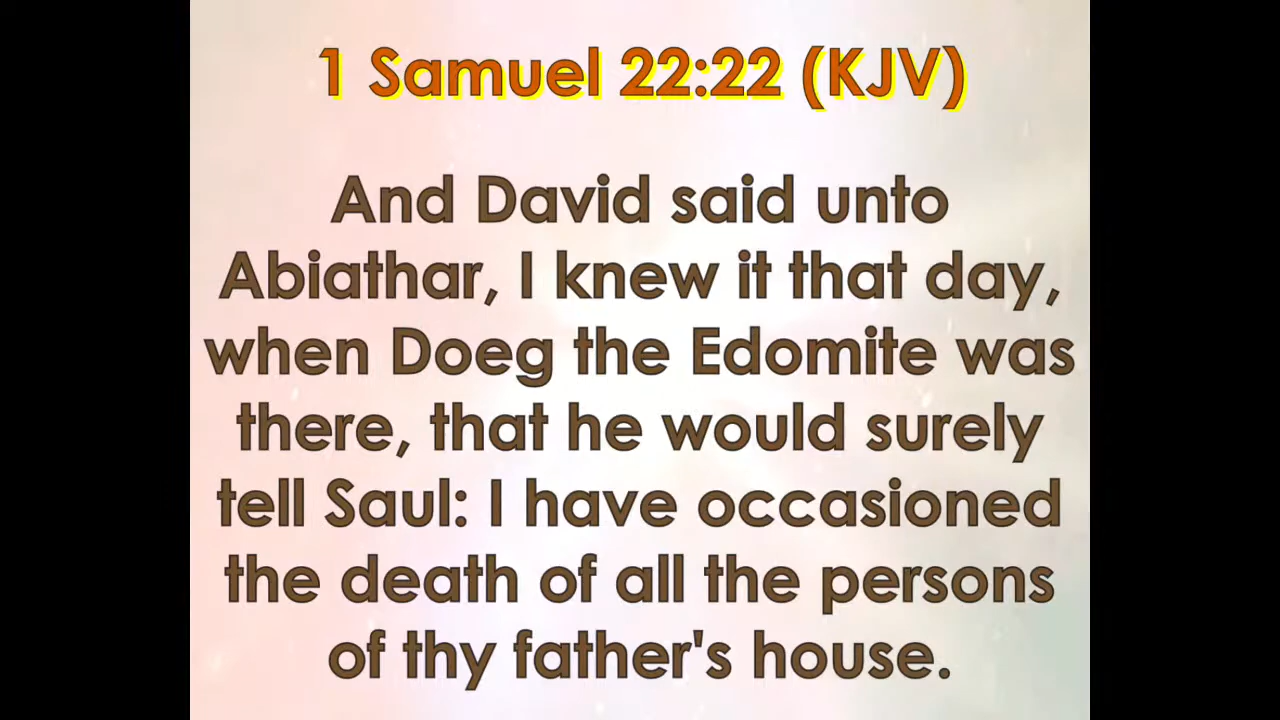 1 Samuel 22:22 (KJV)
And David said unto
Abiathar, I knew it that day,
when Doeg the Edomite was
there, that he would surely
tell Saul: I have occasioned
the death of all the persons
of thy father's house.